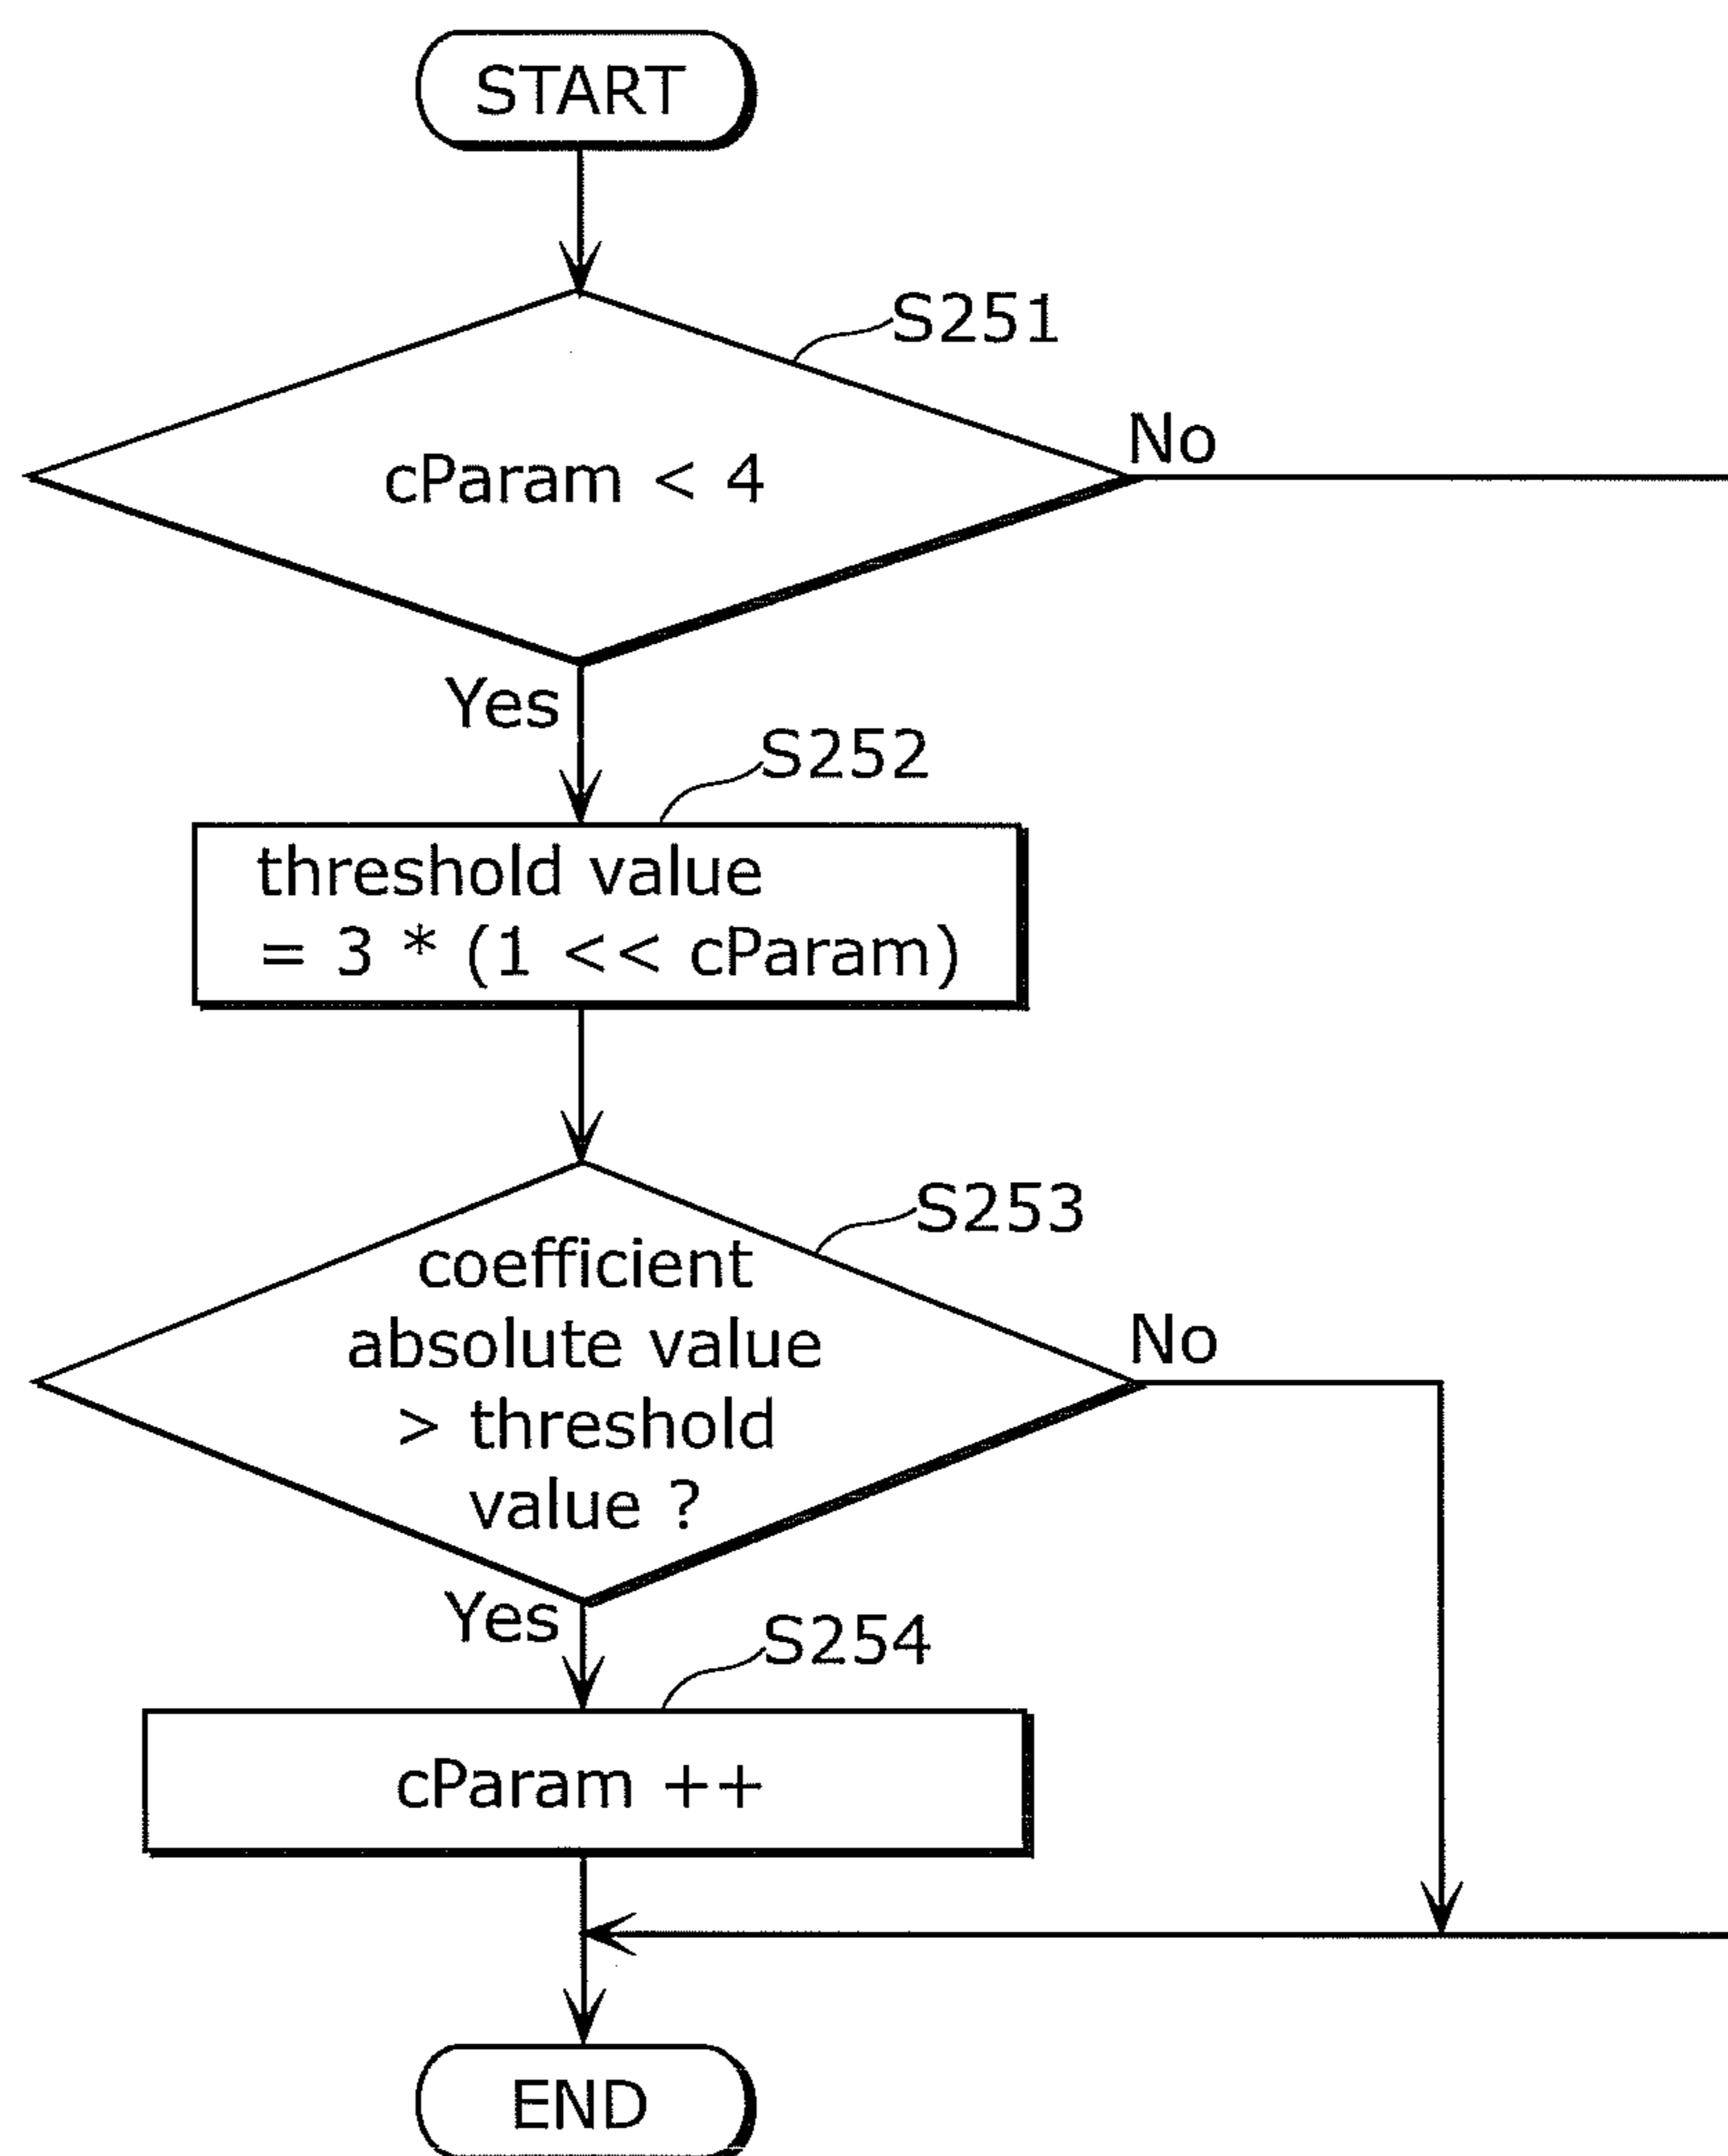 START
S251
cParam < 4
No
Yes
S252
threshold value
= 3 * (1 << cParam)
S253
coefficient
absolute value
> threshold
value ?
No
Yes
S254
cParam ++
END